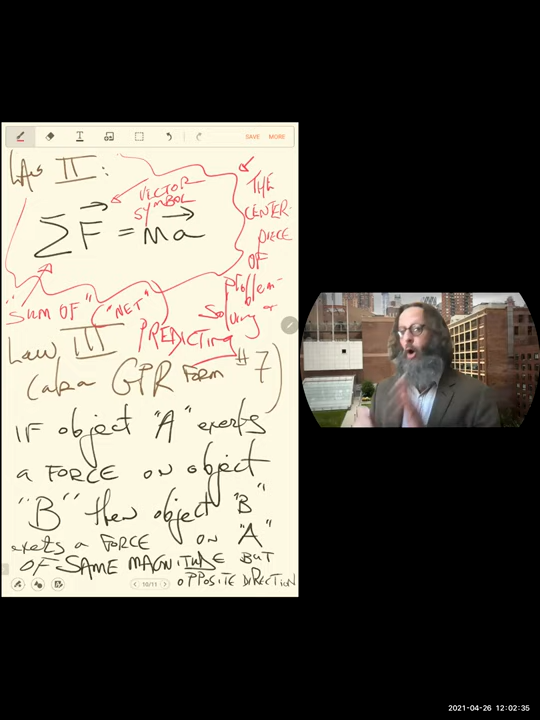 SAVE MORE
LAW II:
VECTOR
SYMBOL
ΣF = ma
THE
CENTER-
PIECE
OF
Problem-
Solving +
PREDICTING
"SUM OF" ("NET")
Law III
(aka GPR FORM #7)
IF object "A" exerts
a FORCE ON object
"B" then object "B"
exerts a FORCE ON "A"
OF SAME MAGNITUDE BUT
OPPOSITE DIRECTION
10/11
2021-04-26 12:02:35